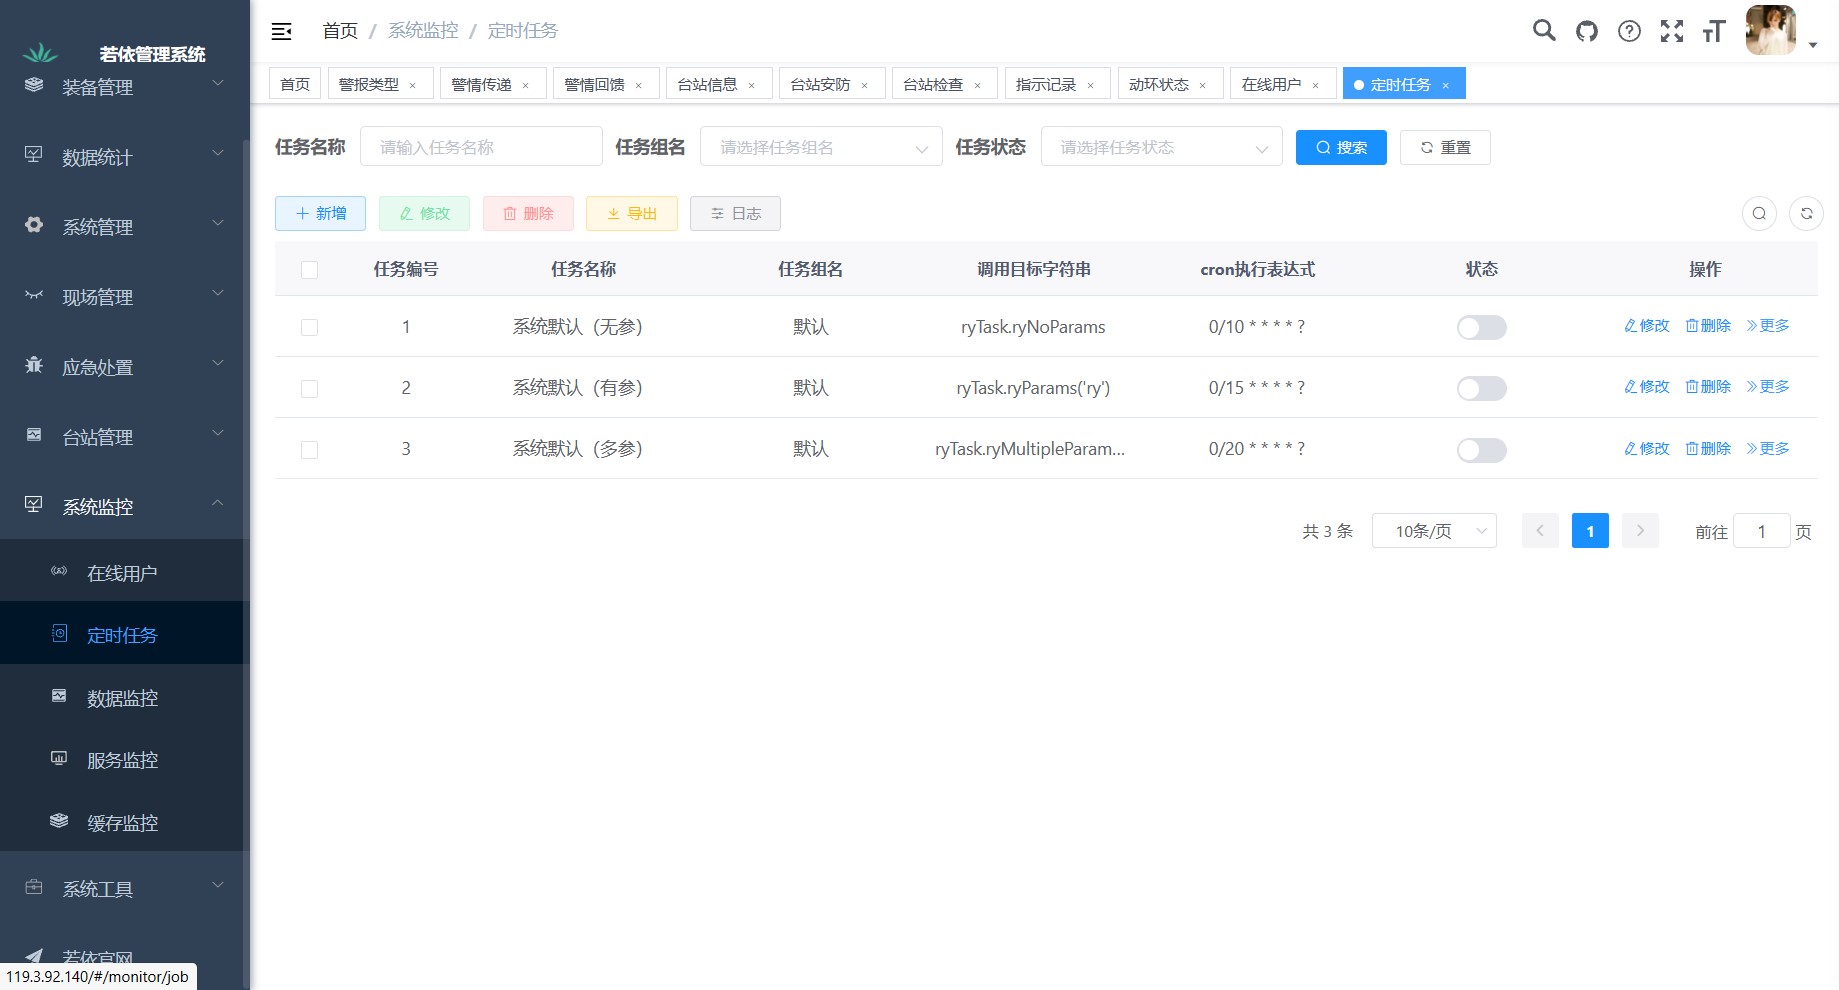 若依管理系统
装备管理
数据统计
系统管理
现场管理
应急处置
台站管理
系统监控
在线用户
定时任务
数据监控
服务监控
缓存监控
系统工具
若依官网
119.3.92.140/#/monitor/job
首页 / 系统监控 / 定时任务
首页 警报类型 × 警情传递 × 警情回馈 × 台站信息 × 台站安防 × 台站检查 × 指示记录 × 动环状态 × 在线用户 × 定时任务 ×
任务名称 请输入任务名称 任务组名 请选择任务组名 任务状态 请选择任务状态 搜索 重置
新增 修改 删除 导出 日志
任务编号 任务名称 任务组名 调用目标字符串 cron执行表达式 状态 操作
1 系统默认（无参） 默认 ryTask.ryNoParams 0/10 * * * * ? 修改 删除 更多
2 系统默认（有参） 默认 ryTask.ryParams('ry') 0/15 * * * * ? 修改 删除 更多
3 系统默认（多参） 默认 ryTask.ryMultipleParam... 0/20 * * * * ? 修改 删除 更多
共 3 条 10条/页 1 前往 1 页